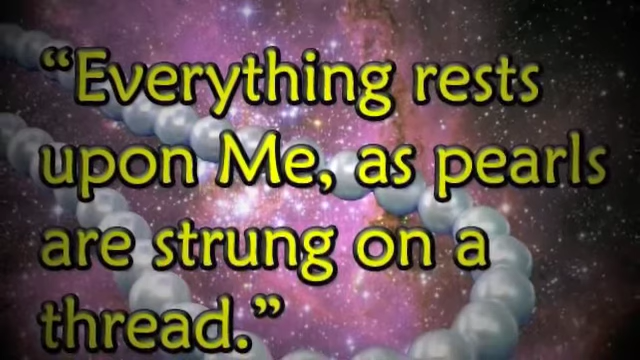 “Everything rests
upon Me, as pearls
are strung on a
thread.”